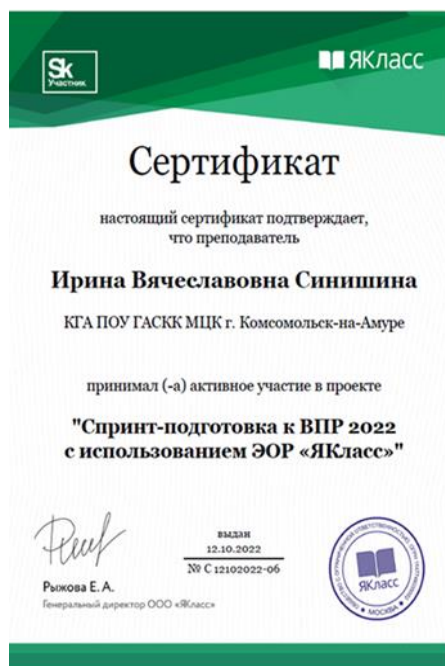 Sk
Участник
ЯКласс
Сертификат
настоящий сертификат подтверждает,
что преподаватель
Ирина Вячеславовна Синишина
КГА ПОУ ГАСКК МЦК г. Комсомольск-на-Амуре
принимал (-а) активное участие в проекте
"Спринт-подготовка к ВПР 2022
с использованием ЭОР «ЯКласс»"
выдан
12.10.2022
№ С 12102022-06
Рыжова Е. А.
Генеральный директор ООО «ЯКласс»
ЯКласс
МОСКВА